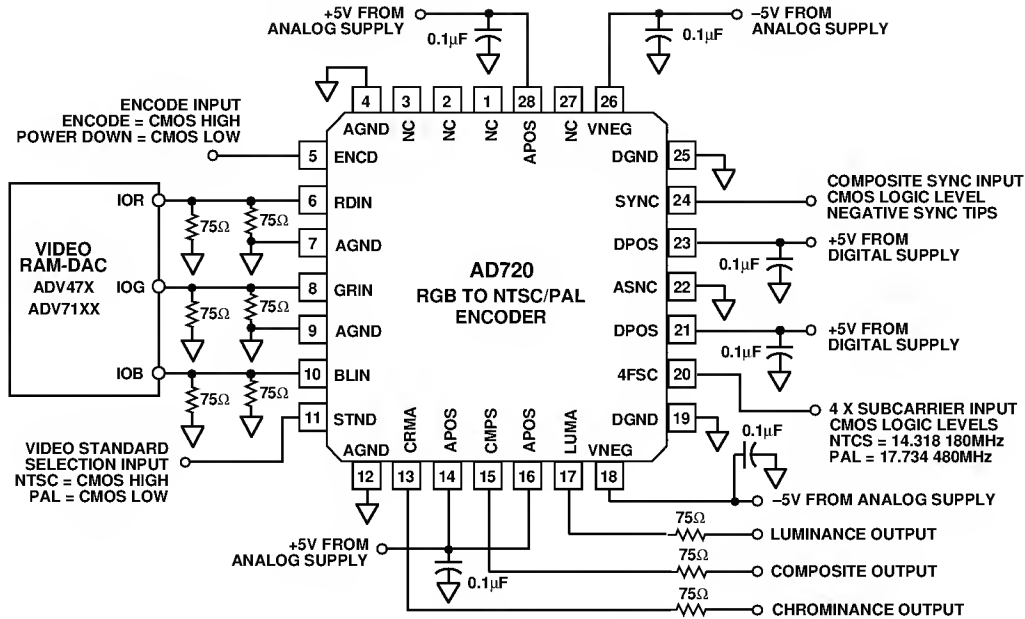 +5V FROM
ANALOG SUPPLY
0.1µF
–5V FROM
ANALOG SUPPLY
0.1µF
4
3
2
1
28
27
26
AGND
NC
NC
NC
APOS
NC
VNEG
ENCODE INPUT
ENCODE = CMOS HIGH
POWER DOWN = CMOS LOW
5 ENCD
DGND 25
IOR
6 RDIN
SYNC 24
COMPOSITE SYNC INPUT
CMOS LOGIC LEVEL
NEGATIVE SYNC TIPS
75Ω
75Ω
7 AGND
DPOS 23
+5V FROM
DIGITAL SUPPLY
0.1µF
VIDEO
RAM-DAC
ADV47X
ADV71XX
AD720
RGB TO NTSC/PAL
ENCODER
IOG
8 GRIN
ASNC 22
75Ω
75Ω
9 AGND
DPOS 21
+5V FROM
DIGITAL SUPPLY
0.1µF
IOB
10 BLIN
4FSC 20
75Ω
75Ω
11 STND
DGND 19
4 X SUBCARRIER INPUT
CMOS LOGIC LEVELS
NTCS = 14.318 180MHz
PAL = 17.734 480MHz
VIDEO STANDARD
SELECTION INPUT
NTSC = CMOS HIGH
PAL = CMOS LOW
AGND
CRMA
APOS
CMPS
APOS
LUMA
VNEG
12
13
14
15
16
17
18
0.1µF
–5V FROM ANALOG SUPPLY
75Ω
LUMINANCE OUTPUT
+5V FROM
ANALOG SUPPLY
0.1µF
75Ω
COMPOSITE OUTPUT
75Ω
CHROMINANCE OUTPUT